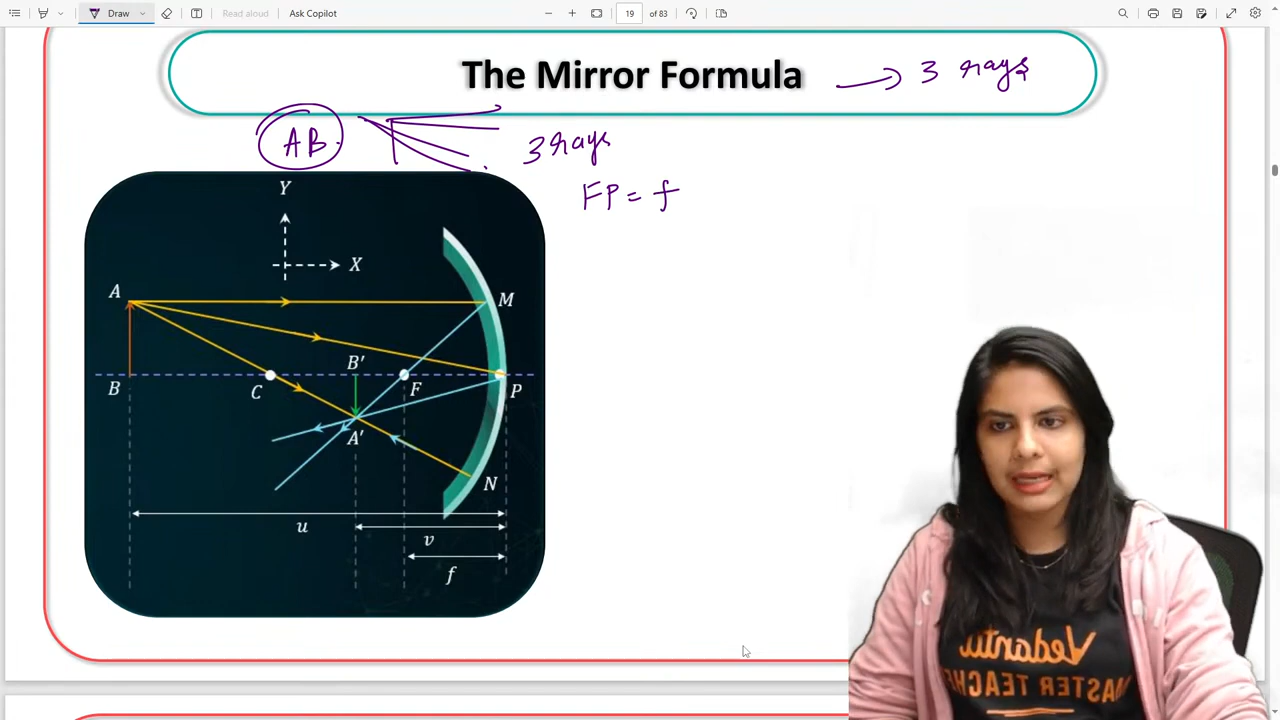 Draw
Read aloud
Ask Copilot
19 of 83
The Mirror Formula
3 rays
AB
3 rays
FP = f
Y
X
A
M
B'
B
C
F
P
A'
N
u
v
f
Vedantu
MASTER TEACHER